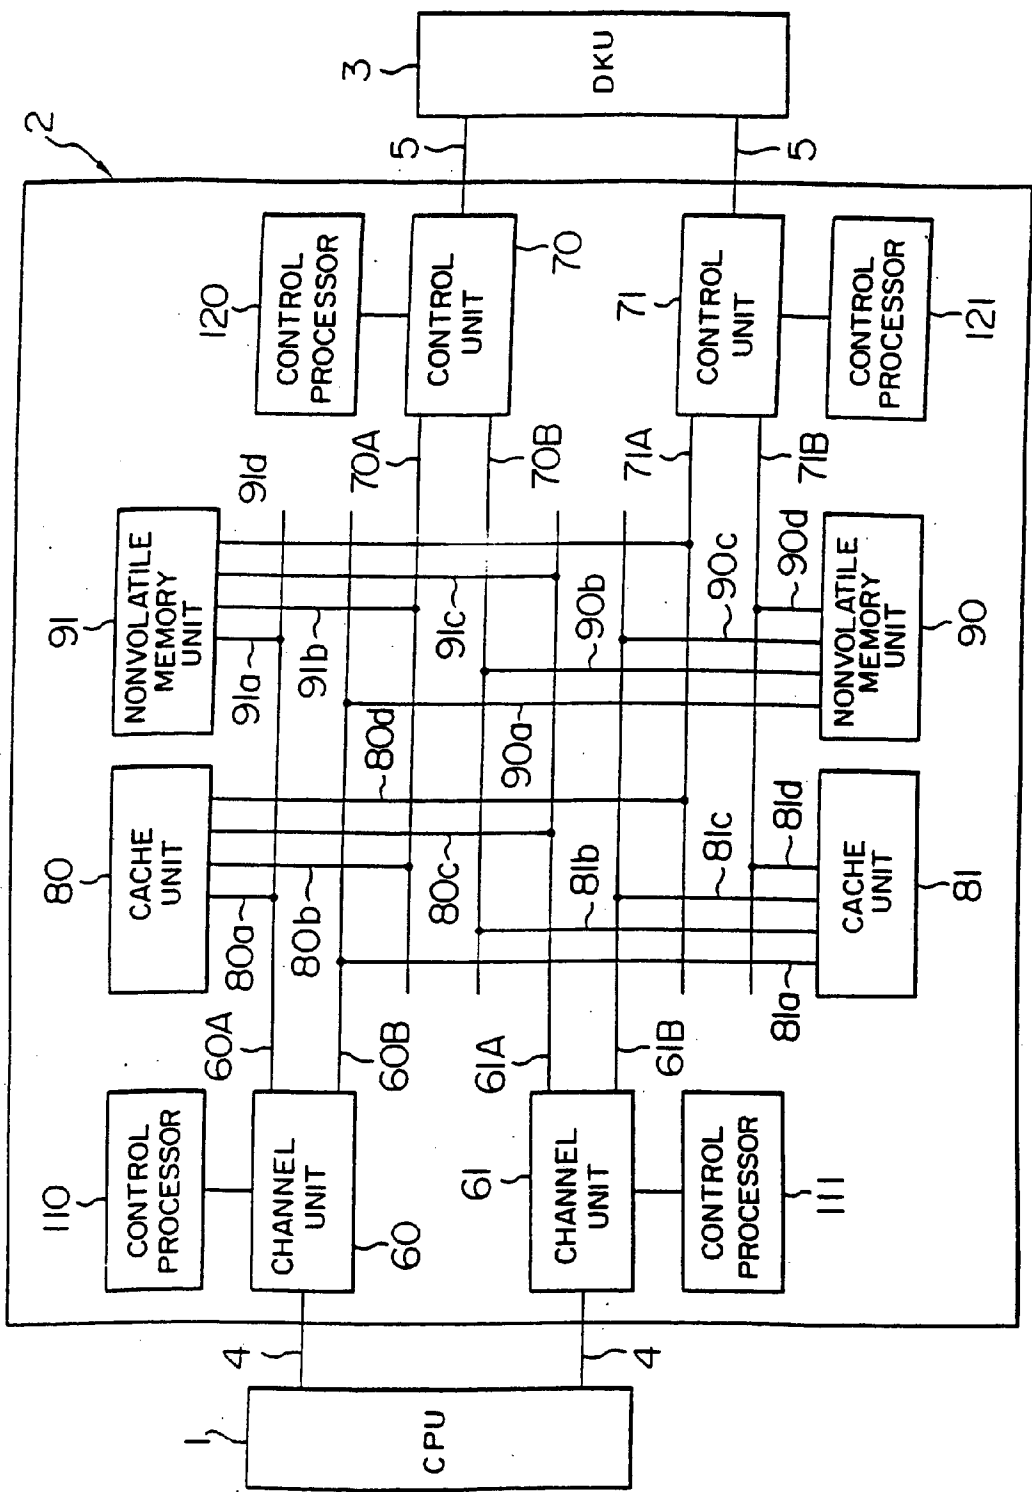 2
110
CONTROL
PROCESSOR
80
CACHE
UNIT
91
NONVOLATILE
MEMORY
UNIT
120
CONTROL
PROCESSOR
3
DKU
1
CPU
4
4
5
5
60A
60B
80a
80b
80c
80d
91a
91b
91c
91d
70A
70B
CHANNEL
UNIT
60
CONTROL
UNIT
70
61
CHANNEL
UNIT
61A
61B
81a
81b
81c
81d
90a
90b
90c
90d
71A
71B
71
CONTROL
UNIT
CONTROL
PROCESSOR
111
CACHE
UNIT
81
NONVOLATILE
MEMORY
UNIT
90
CONTROL
PROCESSOR
121